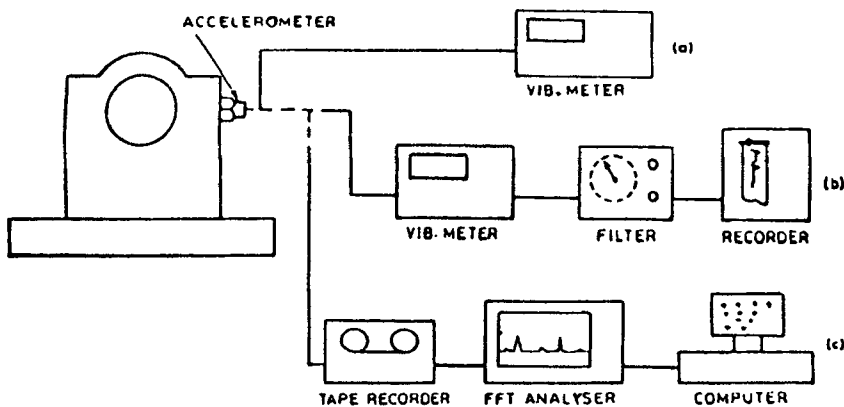 ACCELEROMETER
(a)
VIB. METER
(b)
VIB. METER
FILTER
RECORDER
(c)
TAPE RECORDER
FFT ANALYSER
COMPUTER